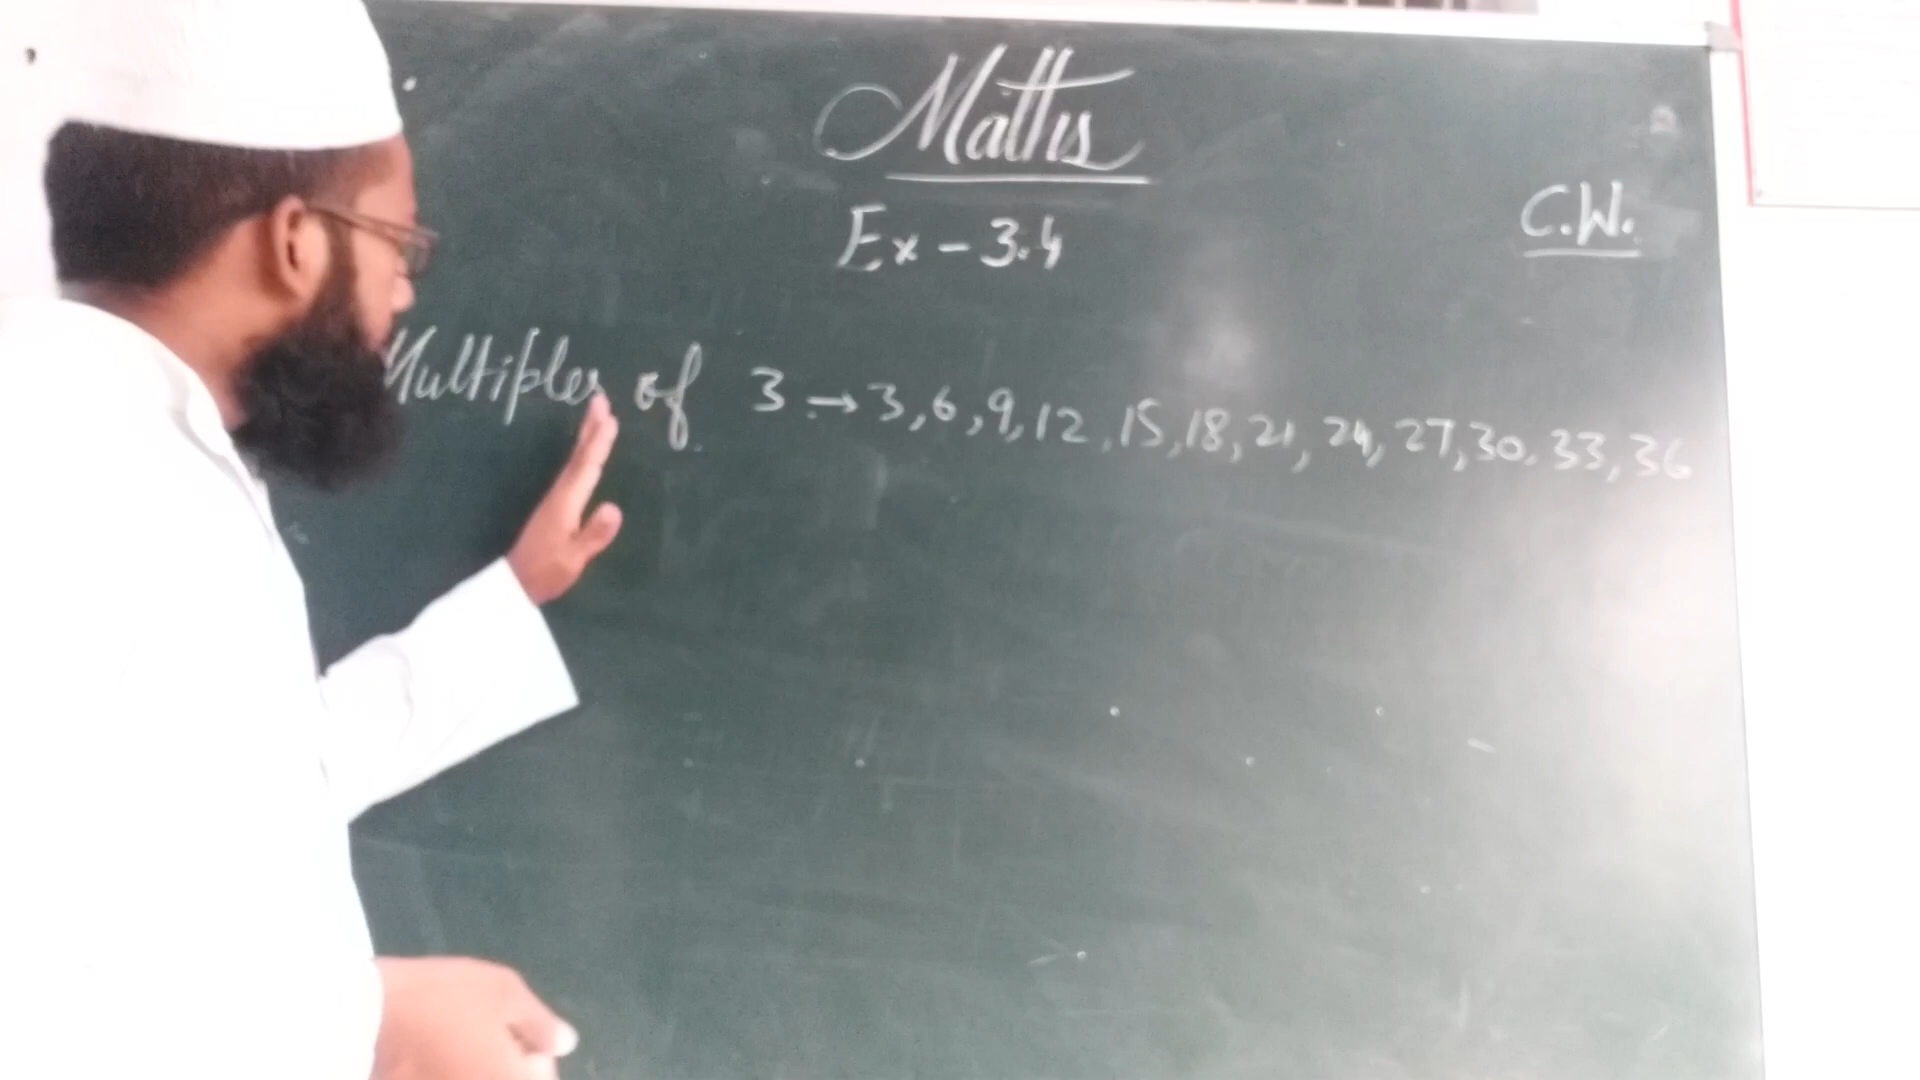 Maths
Ex - 3.4
C.W.
Multiples of 3 → 3, 6, 9, 12, 15, 18, 21, 24, 27, 30, 33, 36